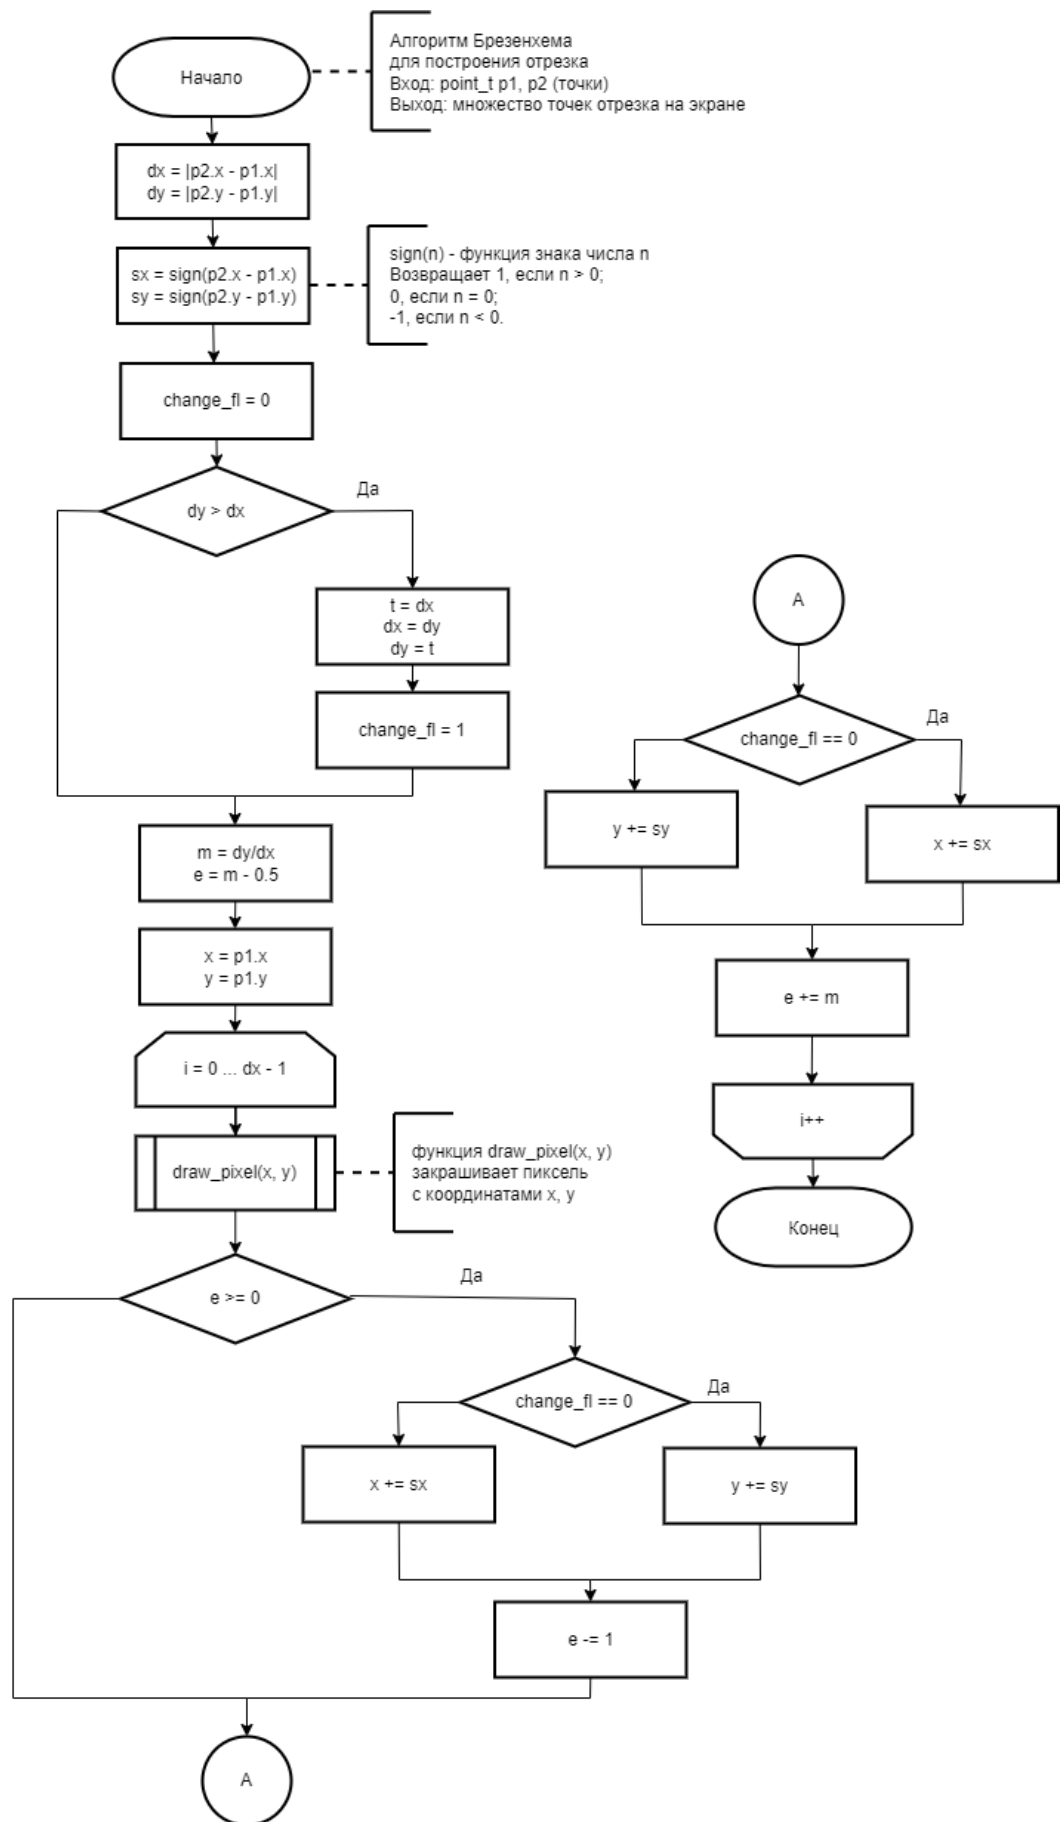 Начало
Алгоритм Брезенхема
для построения отрезка
Вход: point_t p1, p2 (точки)
Выход: множество точек отрезка на экране
dx = |p2.x - p1.x|
dy = |p2.y - p1.y|
sx = sign(p2.x - p1.x)
sy = sign(p2.y - p1.y)
sign(n) - функция знака числа n
Возвращает 1, если n > 0;
0, если n = 0;
-1, если n < 0.
change_fl = 0
dy > dx
Да
t = dx
dx = dy
dy = t
change_fl = 1
m = dy/dx
e = m - 0.5
x = p1.x
y = p1.y
i = 0 ... dx - 1
draw_pixel(x, y)
функция draw_pixel(x, y)
закрашивает пиксель
с координатами x, y
e >= 0
Да
change_fl == 0
Да
x += sx
y += sy
e -= 1
A
A
change_fl == 0
Да
y += sy
x += sx
e += m
i++
Конец